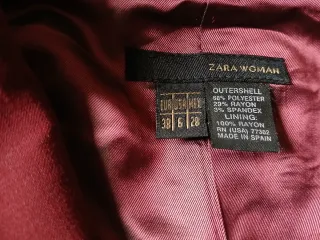 ZARA WOMAN
EUR USA MEX
38 6 28
OUTERSHELL
68% POLYESTER
29% RAYON
3% SPANDEX
LINING:
100% RAYON
RN (USA) 77302
MADE IN SPAIN